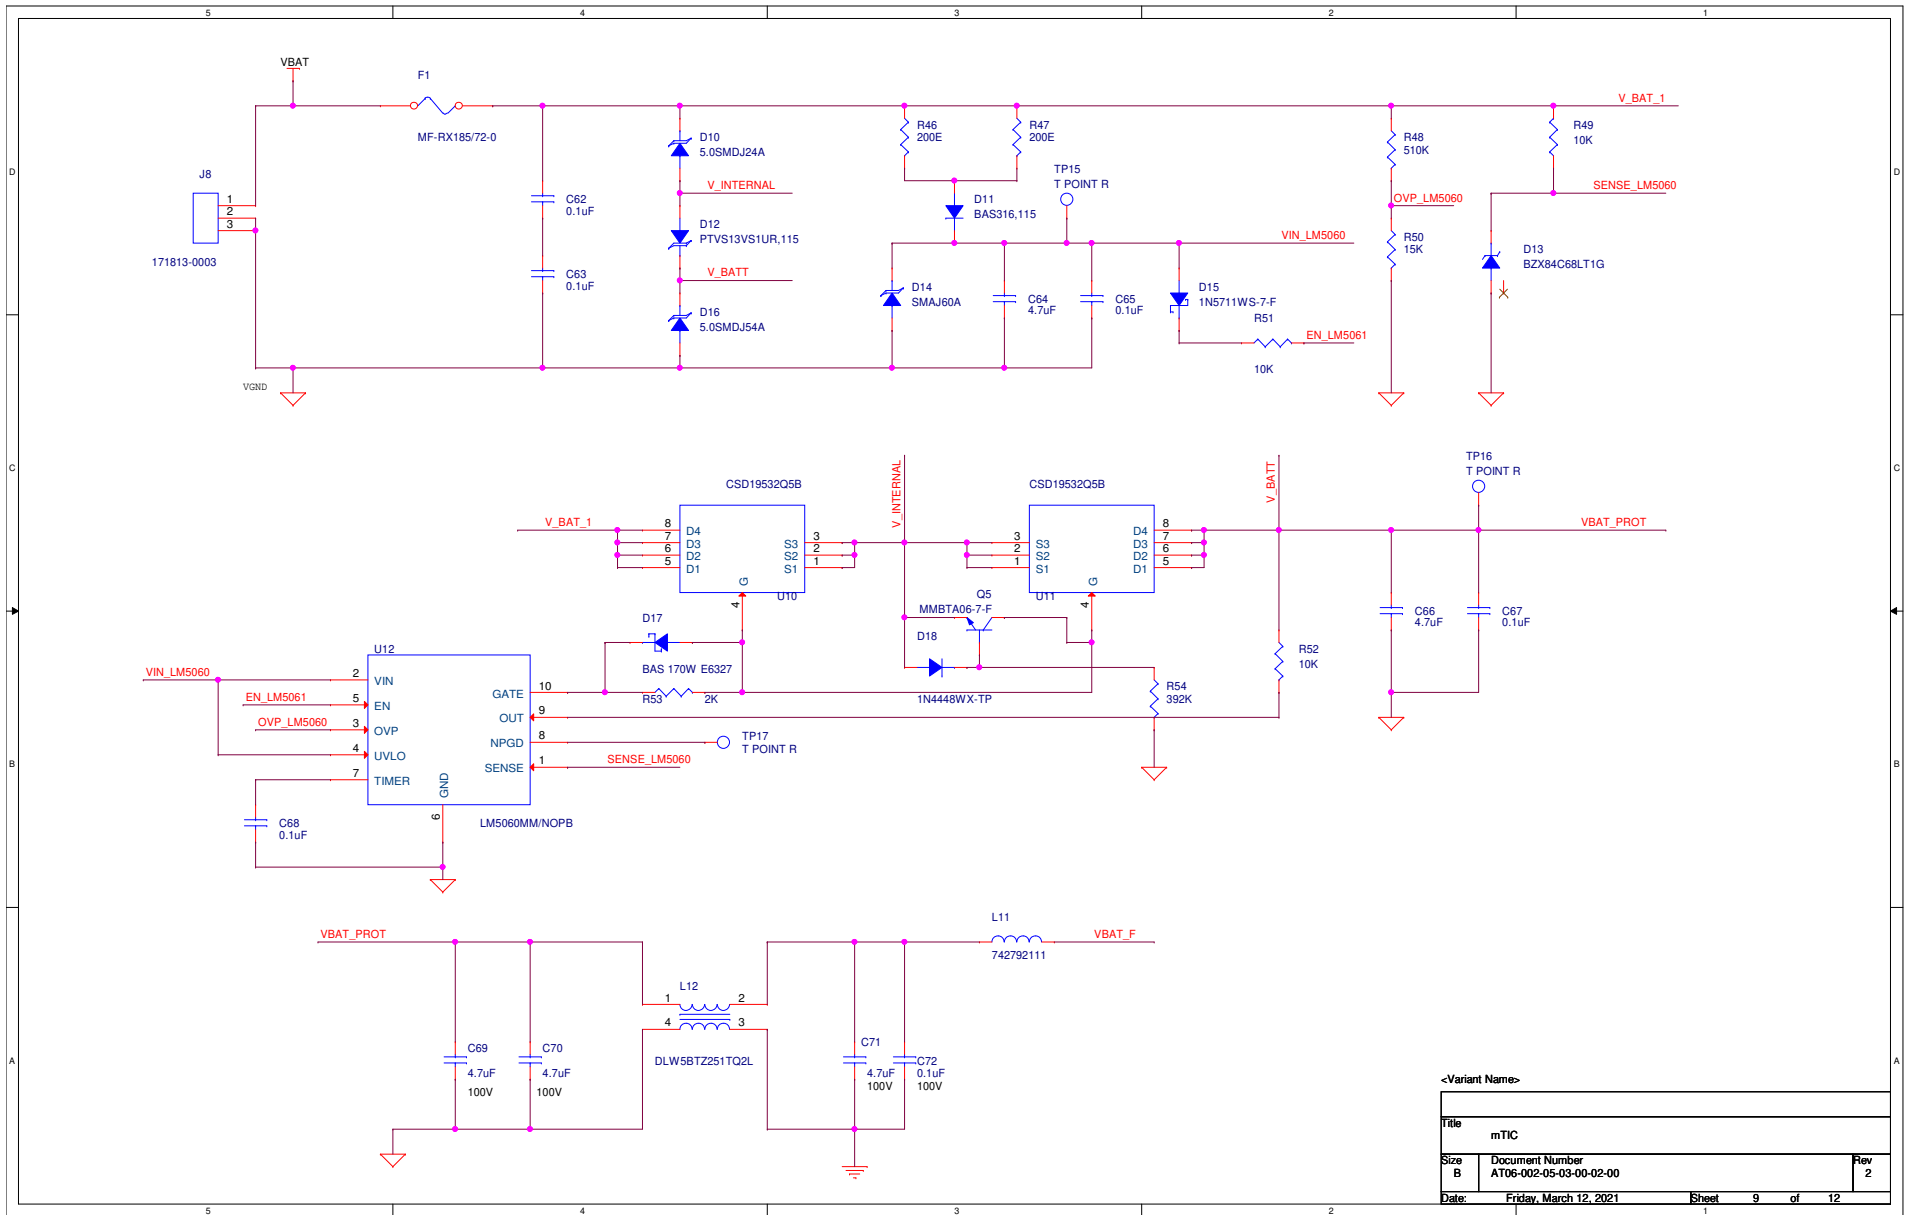 5 4 3 2 1
D
C
B
A
D
C
B
A
VBAT
F1
MF-RX185/72-0
J8
1
2
3
171813-0003
VGND
C62
0.1uF
C63
0.1uF
D10
5.0SMDJ24A
V_INTERNAL
D12
PTVS13VS1UR,115
V_BATT
D16
5.0SMDJ54A
R46
200E
R47
200E
TP15
T POINT R
D11
BAS316,115
VIN_LM5060
D14
SMAJ60A
C64
4.7uF
C65
0.1uF
D15
1N5711WS-7-F
R51
EN_LM5061
10K
V_BAT_1
R48
510K
OVP_LM5060
R50
15K
R49
10K
SENSE_LM5060
D13
BZX84C68LT1G
CSD19532Q5B
V_BAT_1
8 D4
7 D3
6 D2
5 D1
S3 3
S2 2
S1 1
G
4
U10
V_INTERNAL
CSD19532Q5B
3 S3
2 S2
1 S1
D4 8
D3 7
D2 6
D1 5
G
4
U11
V_BATT
TP16
T POINT R
VBAT_PROT
C66
4.7uF
C67
0.1uF
Q5
MMBTA06-7-F
D18
1N4448WX-TP
D17
BAS 170W E6327
R53 2K
R52
10K
R54
392K
U12
VIN_LM5060 2 VIN
EN_LM5061 5 EN
OVP_LM5060 3 OVP
4 UVLO
7 TIMER
GND
6
GATE 10
OUT 9
NPGD 8
SENSE 1
TP17
T POINT R
SENSE_LM5060
LM5060MM/NOPB
C68
0.1uF
VBAT_PROT
C69
4.7uF
100V
C70
4.7uF
100V
L12
1 2
4 3
DLW5BTZ251TQ2L
C71
4.7uF
100V
C72
0.1uF
100V
L11
742792111
VBAT_F
<Variant Name>
Title
mTIC
Size
B
Document Number
AT06-002-05-03-00-02-00
Rev
2
Date: Friday, March 12, 2021 Sheet 9 of 12
5 4 3 2 1